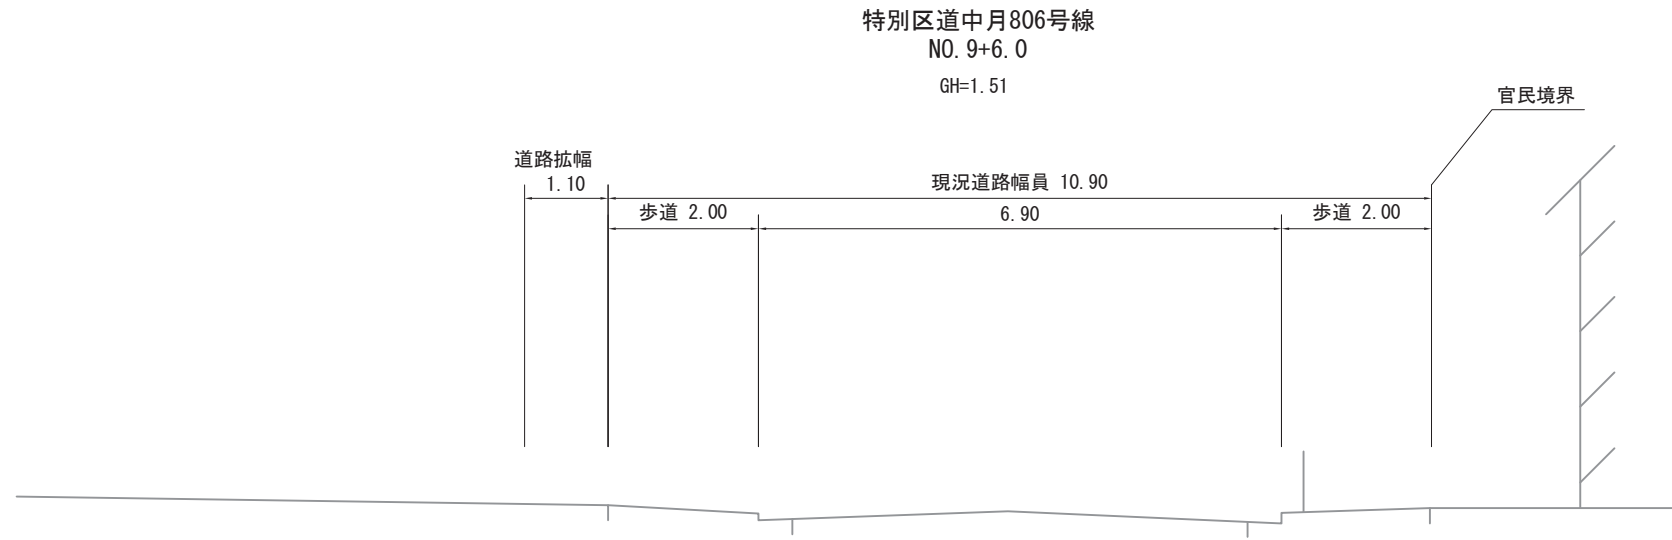 特別区道中月806号線
NO.9+6.0
GH=1.51
官民境界
道路拡幅
1.10
現況道路幅員 10.90
歩道 2.00
6.90
歩道 2.00